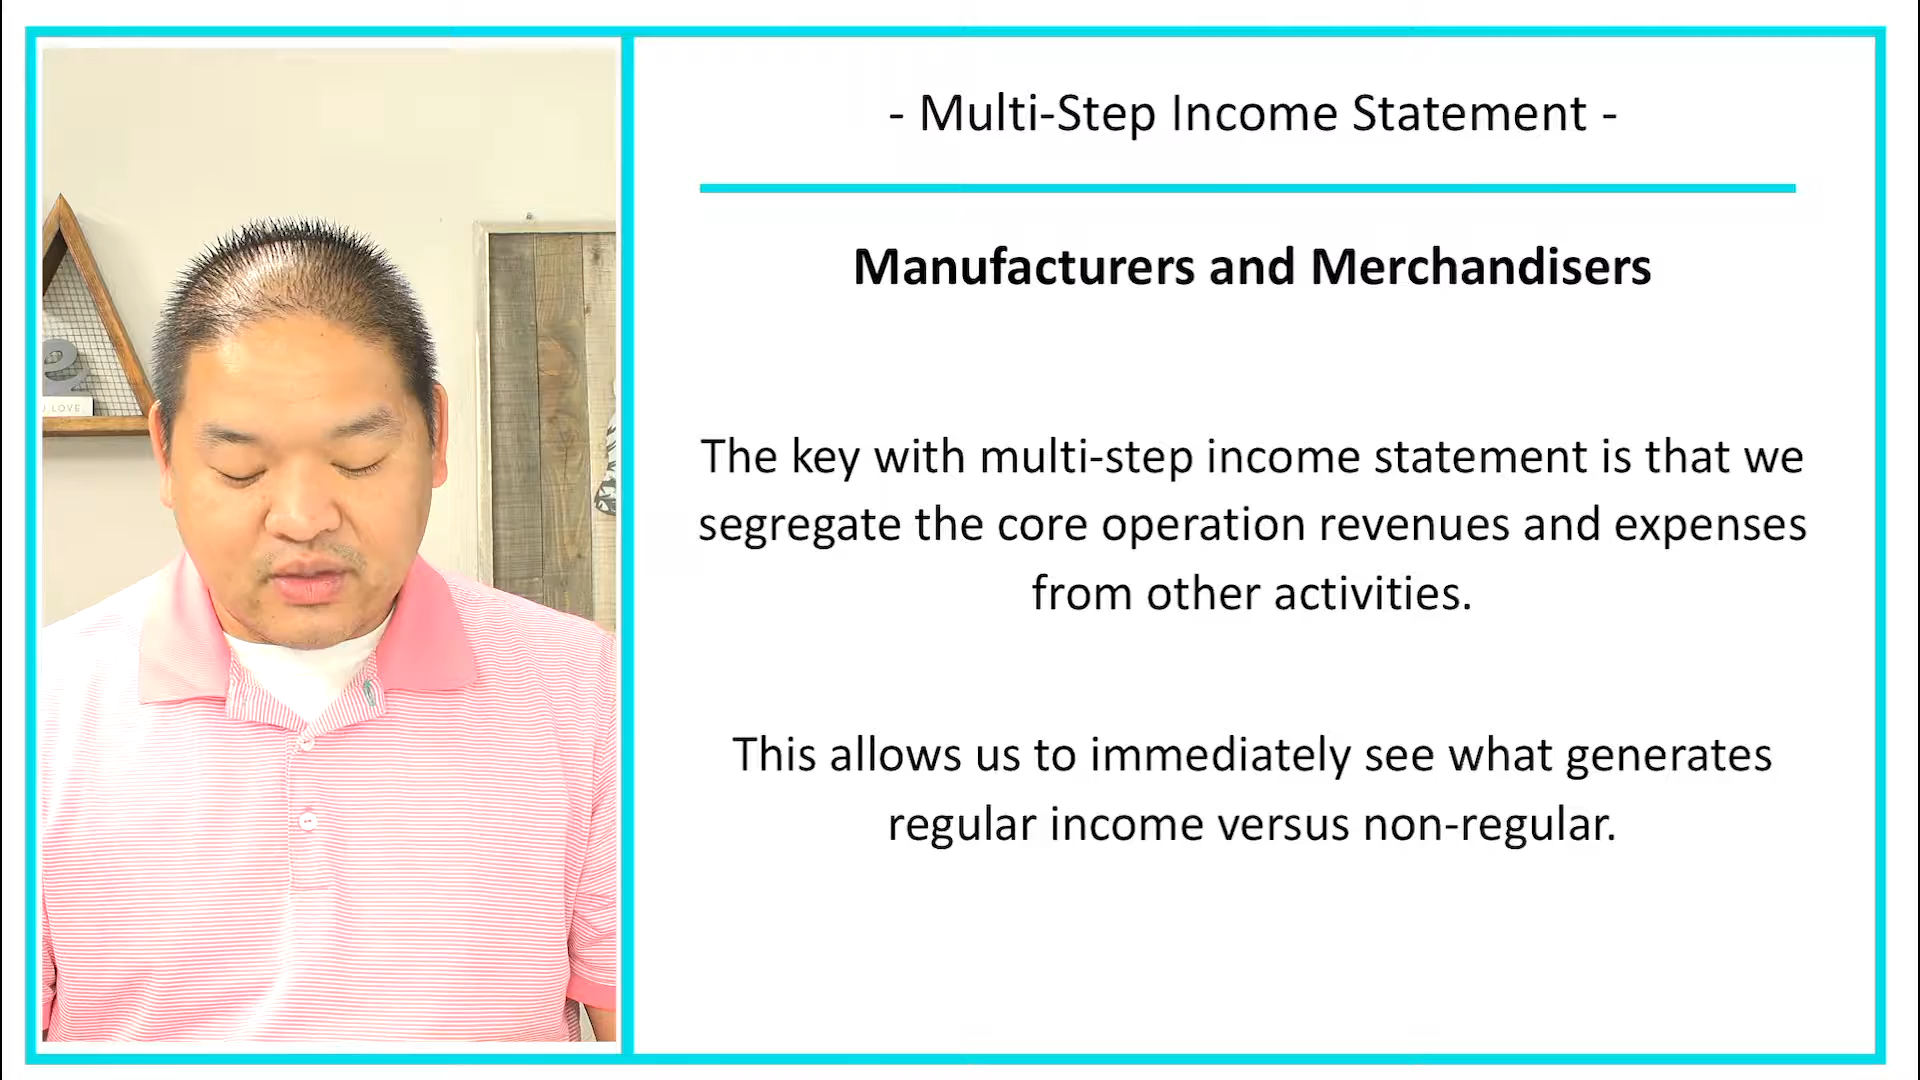 - Multi-Step Income Statement -
Manufacturers and Merchandisers
The key with multi-step income statement is that we
segregate the core operation revenues and expenses
from other activities.
This allows us to immediately see what generates
regular income versus non-regular.
e
U LOVE